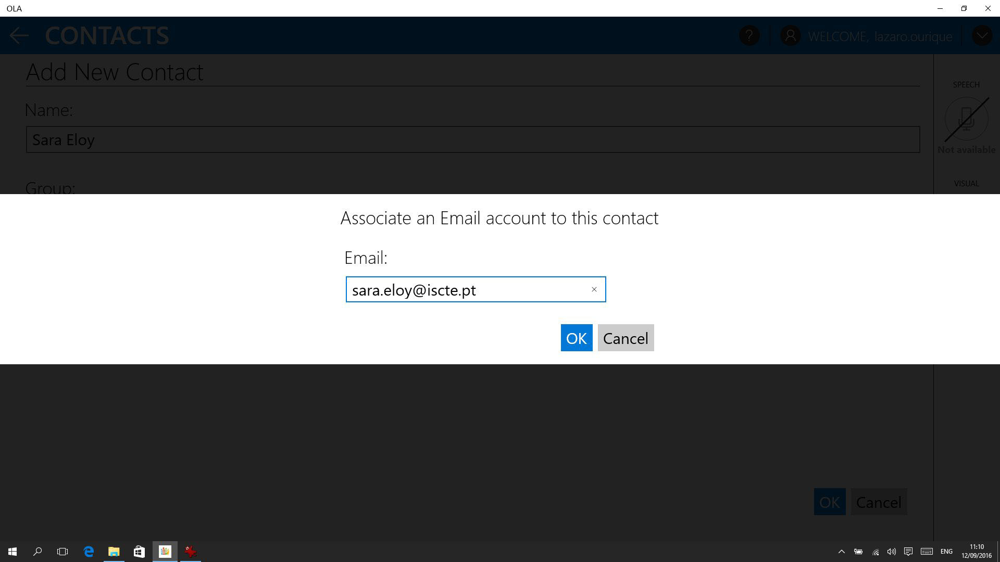 OLA
CONTACTS
? WELCOME, lazaro.ourique
Add New Contact
SPEECH
Name:
Sara Eloy
Not available
Group:
VISUAL
Associate an Email account to this contact
Email:
sara.eloy@iscte.pt
OK Cancel
OK Cancel
ENG
11:10
12/09/2016